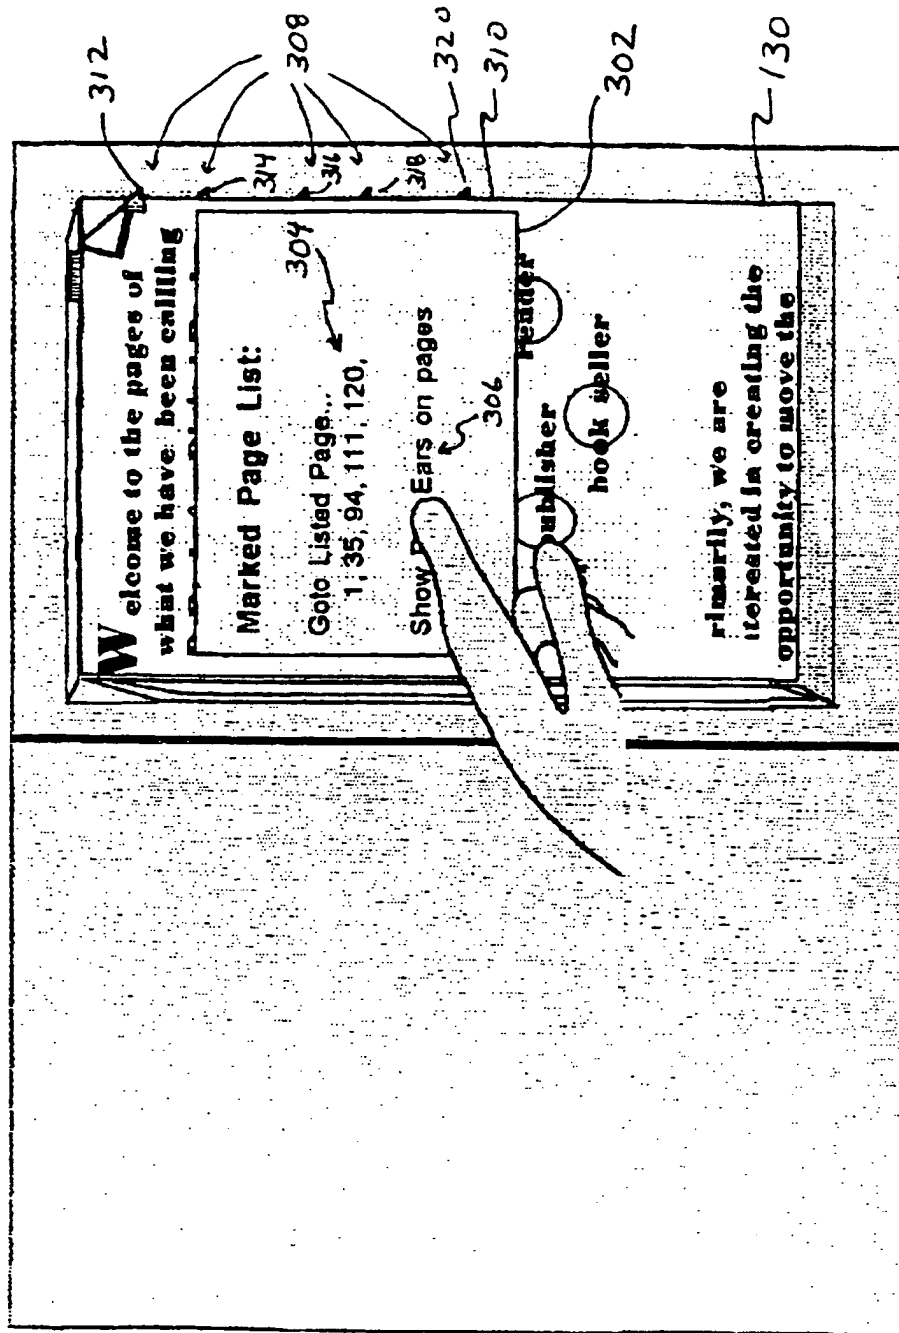 312
308
320
310
302
130
314
316
318
Welcome to the pages of
what we have been callling
Marked Page List:
304
Goto Listed Page...
1, 35, 94, 111, 120,
Show Ears on pages
306
reader
ublisher
book seller
rimarily, we are
iterested in creating the
opportunity to move the